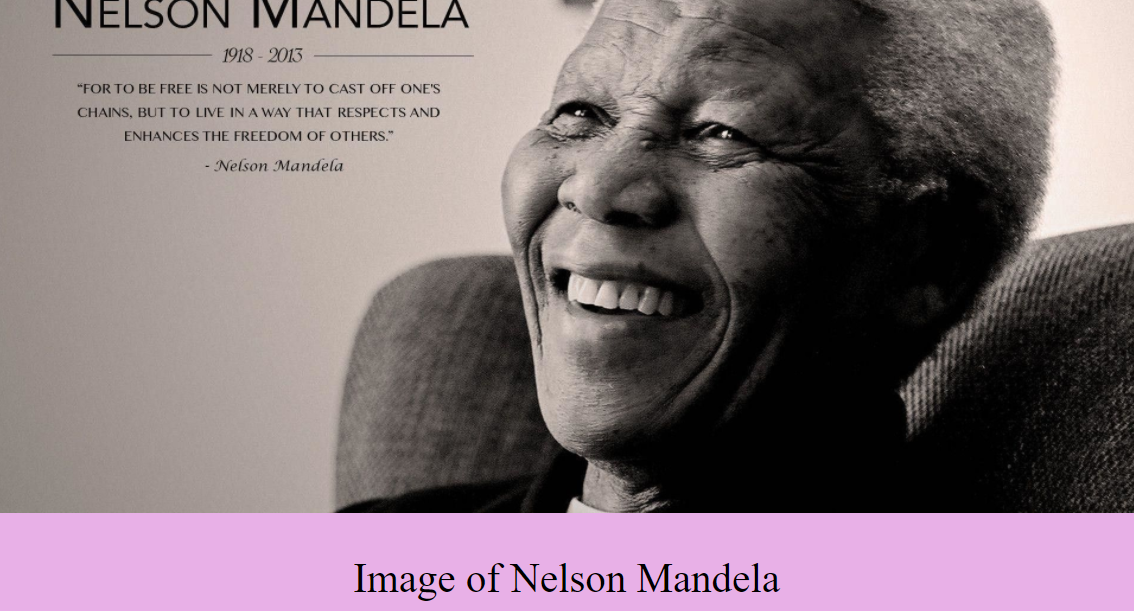 NELSON MANDELA
1918 - 2013
“FOR TO BE FREE IS NOT MERELY TO CAST OFF ONE'S
CHAINS, BUT TO LIVE IN A WAY THAT RESPECTS AND
ENHANCES THE FREEDOM OF OTHERS.”
- Nelson Mandela
Image of Nelson Mandela